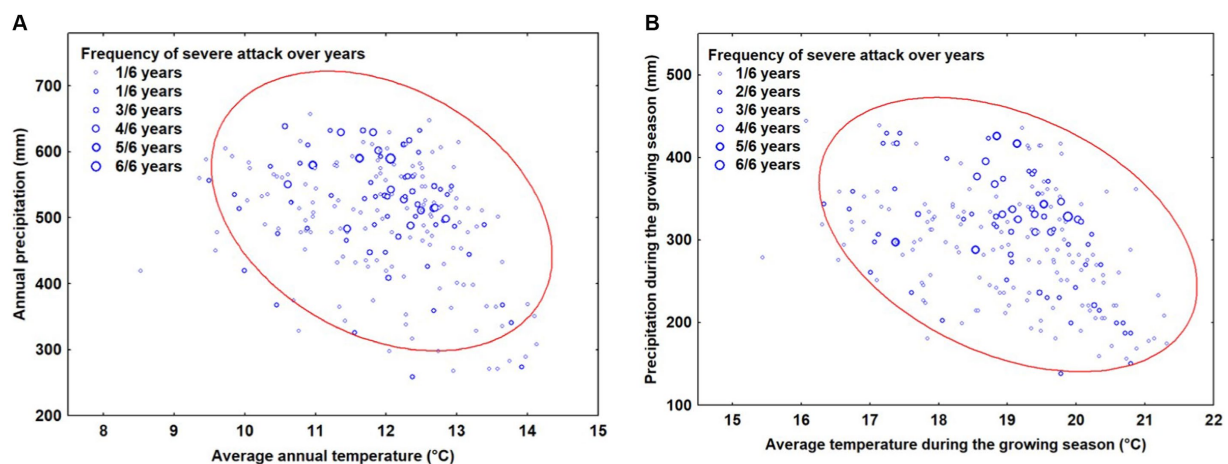 A
Frequency of severe attack over years
1/6 years
1/6 years
3/6 years
4/6 years
5/6 years
6/6 years
Annual precipitation (mm)
700
600
500
400
300
200
8 9 10 11 12 13 14 15
Average annual temperature (°C)
B
Frequency of severe attack over years
1/6 years
2/6 years
3/6 years
4/6 years
5/6 years
6/6 years
Precipitation during the growing season (mm)
500
400
300
200
100
15 16 17 18 19 20 21 22
Average temperature during the growing season (°C)